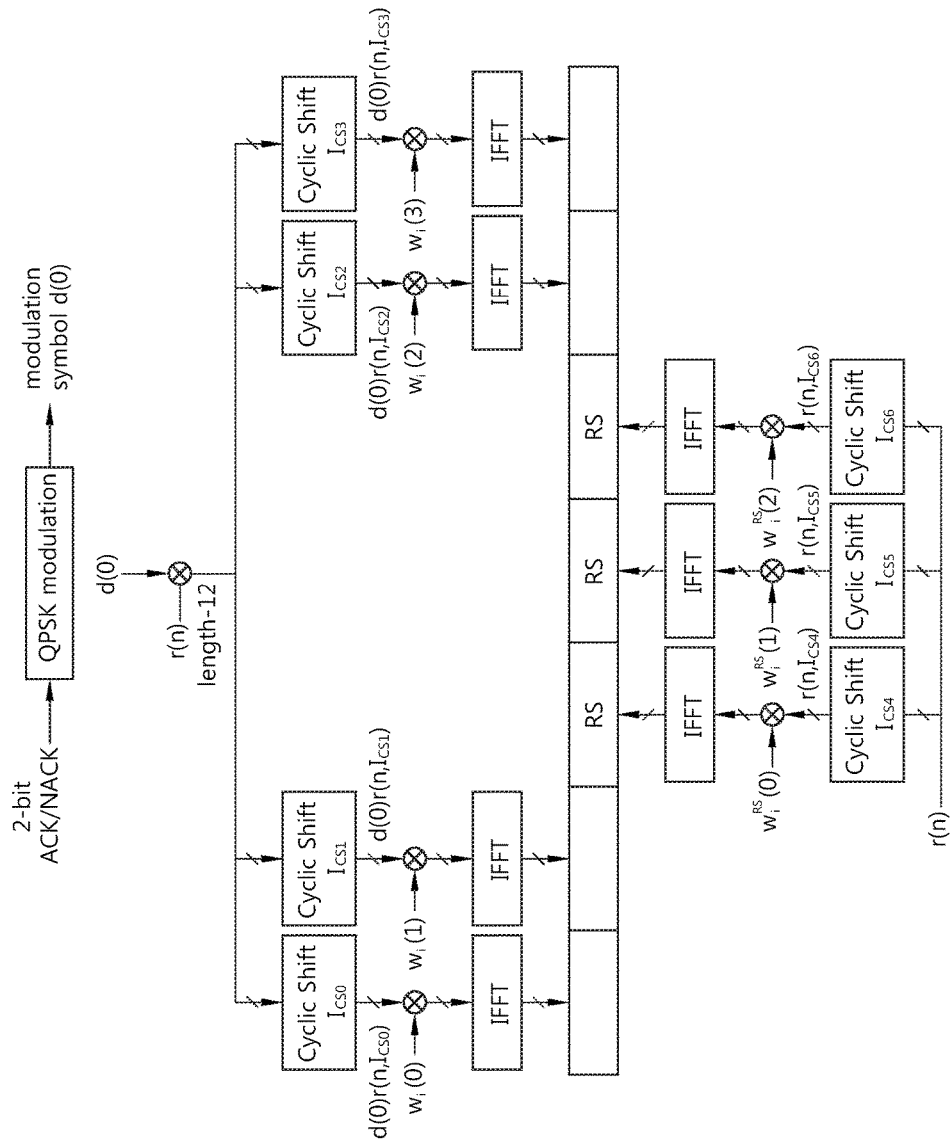 2-bit
ACK/NACK
QPSK modulation
modulation
symbol d(0)
d(0)
r(n)
length-12
Cyclic Shift
I_CS0
Cyclic Shift
I_CS1
Cyclic Shift
I_CS2
Cyclic Shift
I_CS3
d(0)r(n,I_CS0)
d(0)r(n,I_CS1)
d(0)r(n,I_CS2)
d(0)r(n,I_CS3)
w_i(0)
w_i(1)
w_i(2)
w_i(3)
IFFT
IFFT
IFFT
IFFT
RS
RS
RS
IFFT
IFFT
IFFT
w_i^RS(0)
w_i^RS(1)
w_i^RS(2)
r(n,I_CS4)
r(n,I_CS5)
r(n,I_CS6)
Cyclic Shift
I_CS4
Cyclic Shift
I_CS5
Cyclic Shift
I_CS6
r(n)